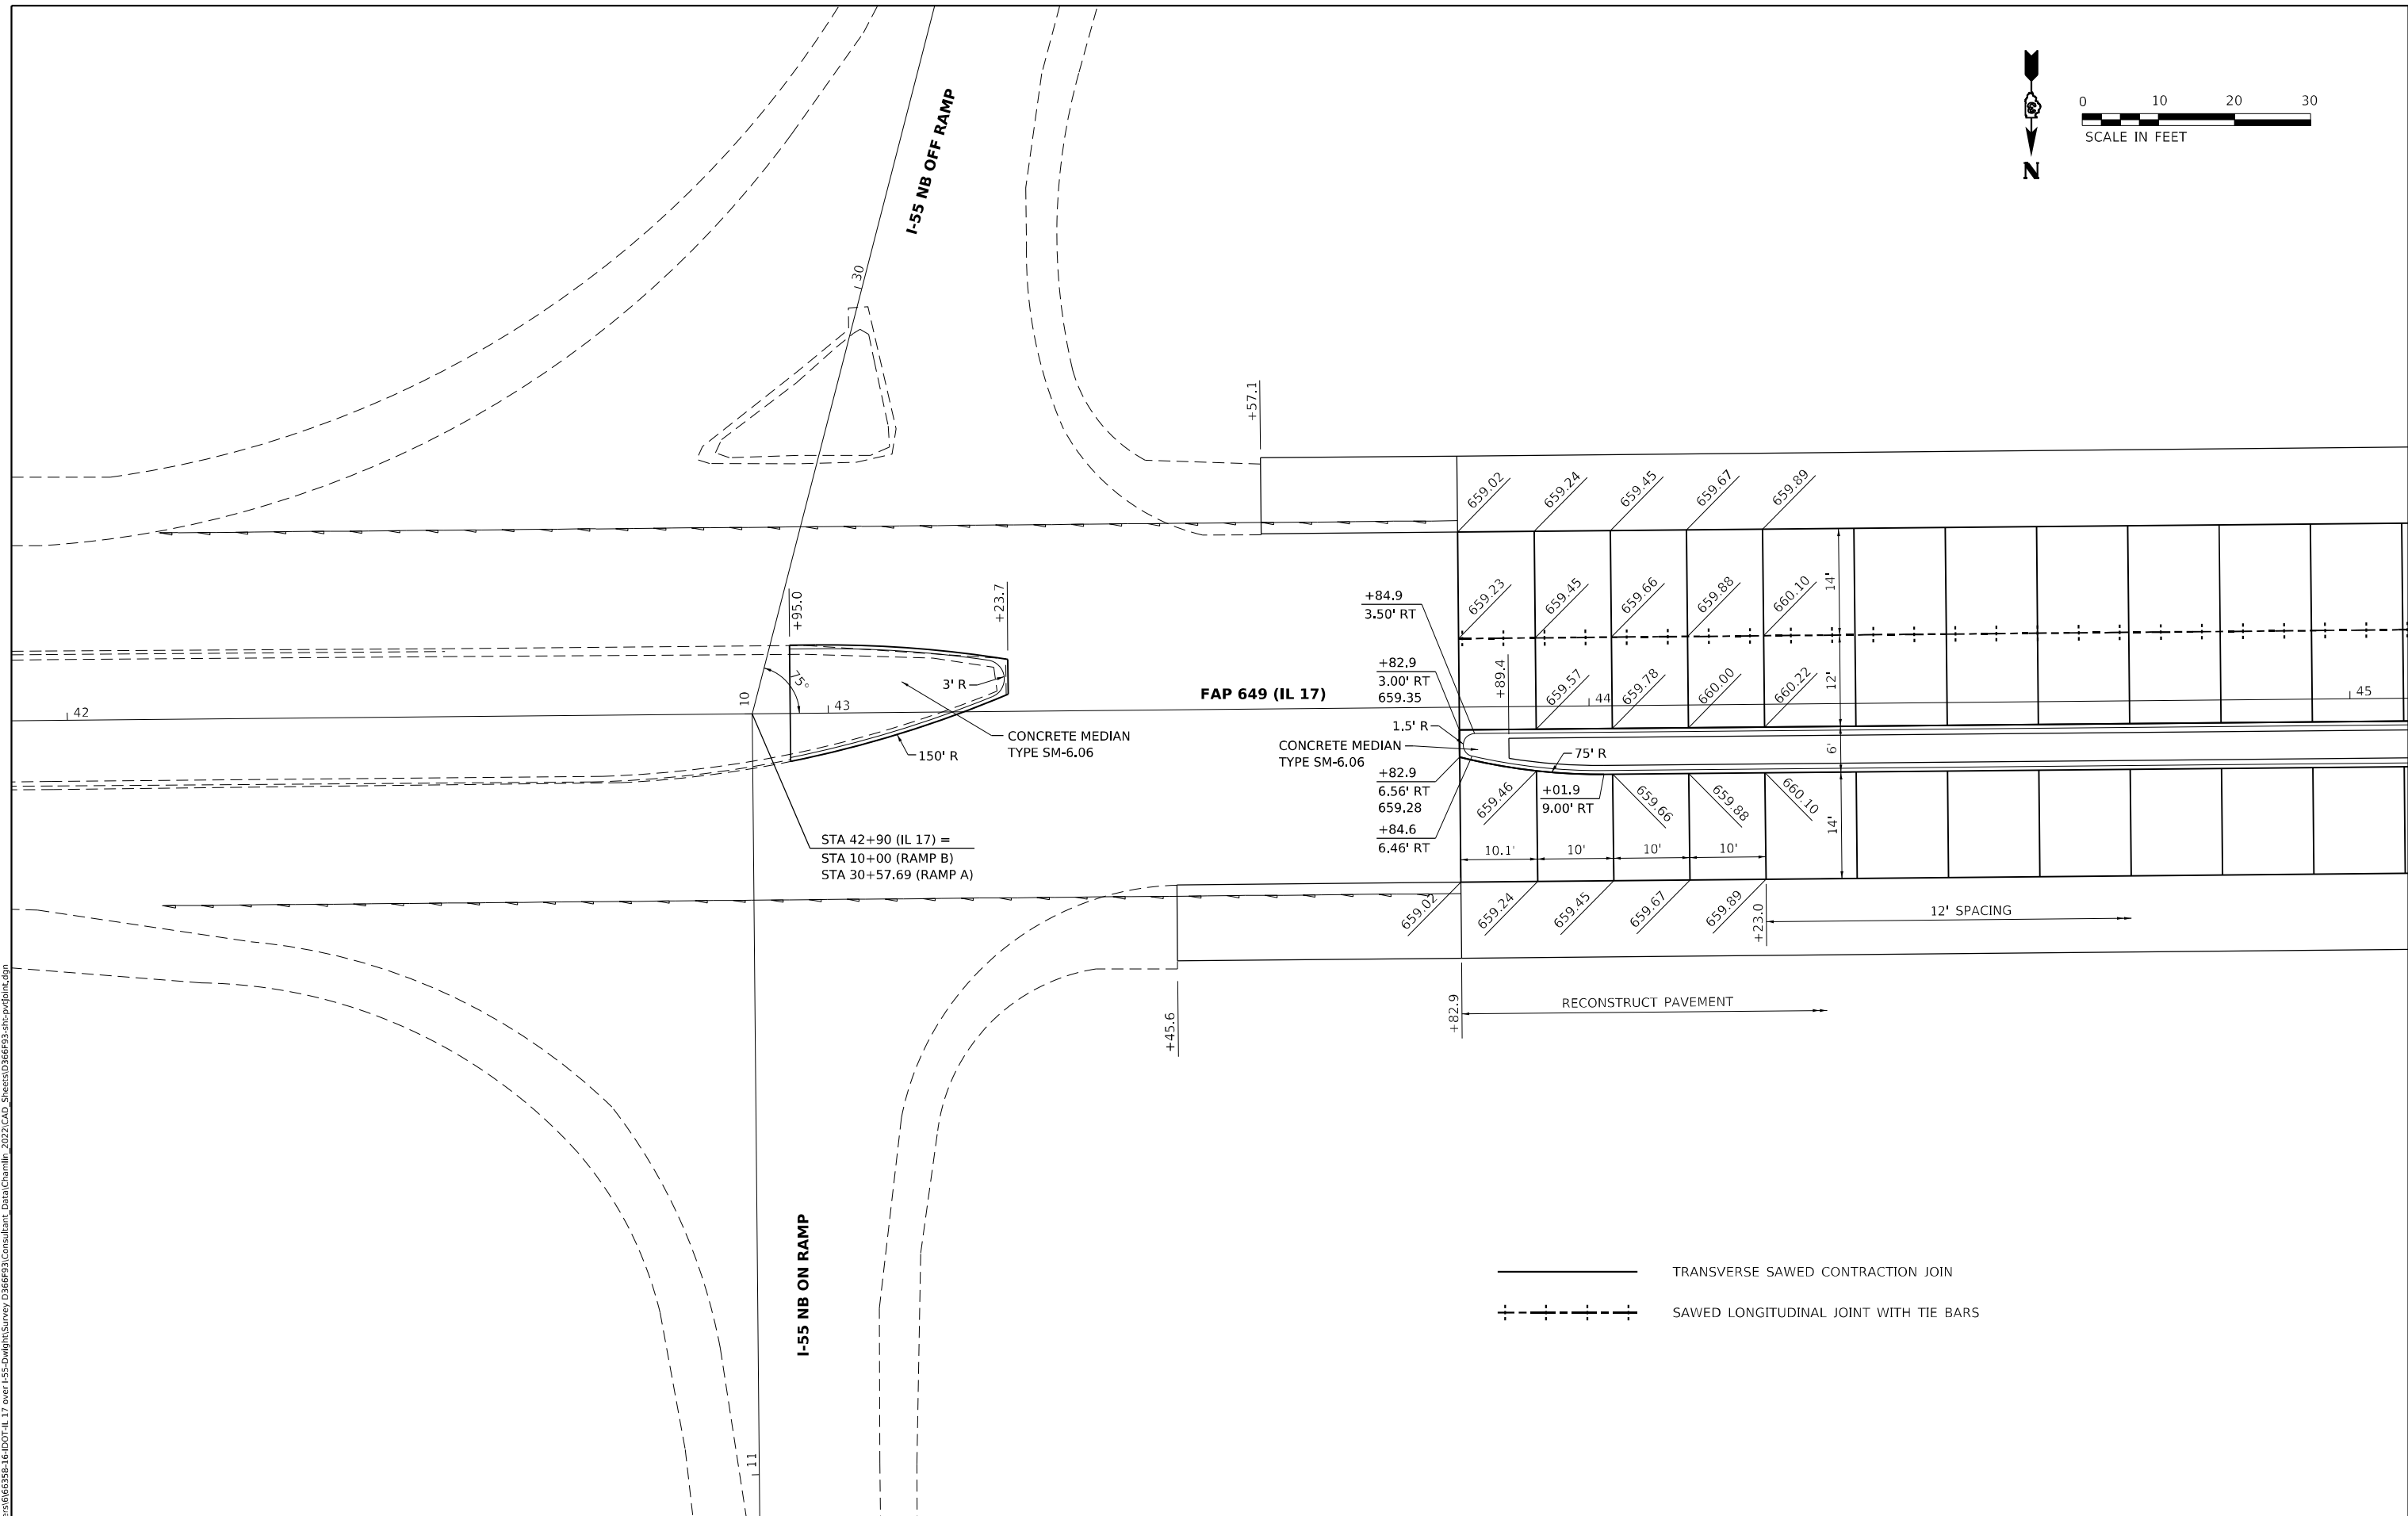 I-55 NB OFF RAMP
0 10 20 30
SCALE IN FEET
N
30
+57.1
659.02
659.24
659.45
659.67
659.89
+95.0
+23.7
+84.9
3.50' RT
659.23
659.45
659.66
659.88
660.10
14'
75°
3' R
10
42
43
FAP 649 (IL 17)
+82.9
3.00' RT
659.35
+89.4
659.57
659.78
660.00
660.22
12'
44
45
1.5' R
CONCRETE MEDIAN
TYPE SM-6.06
150' R
CONCRETE MEDIAN
TYPE SM-6.06
75' R
6'
+82.9
6.56' RT
659.28
+84.6
6.46' RT
659.46
+01.9
9.00' RT
659.66
659.88
660.10
14'
STA 42+90 (IL 17) =
STA 10+00 (RAMP B)
STA 30+57.69 (RAMP A)
10.1'
10'
10'
10'
659.02
659.24
659.45
659.67
659.89
+23.0
12' SPACING
+45.6
+82.9
RECONSTRUCT PAVEMENT
I-55 NB ON RAMP
11
TRANSVERSE SAWED CONTRACTION JOIN
SAWED LONGITUDINAL JOINT WITH TIE BARS